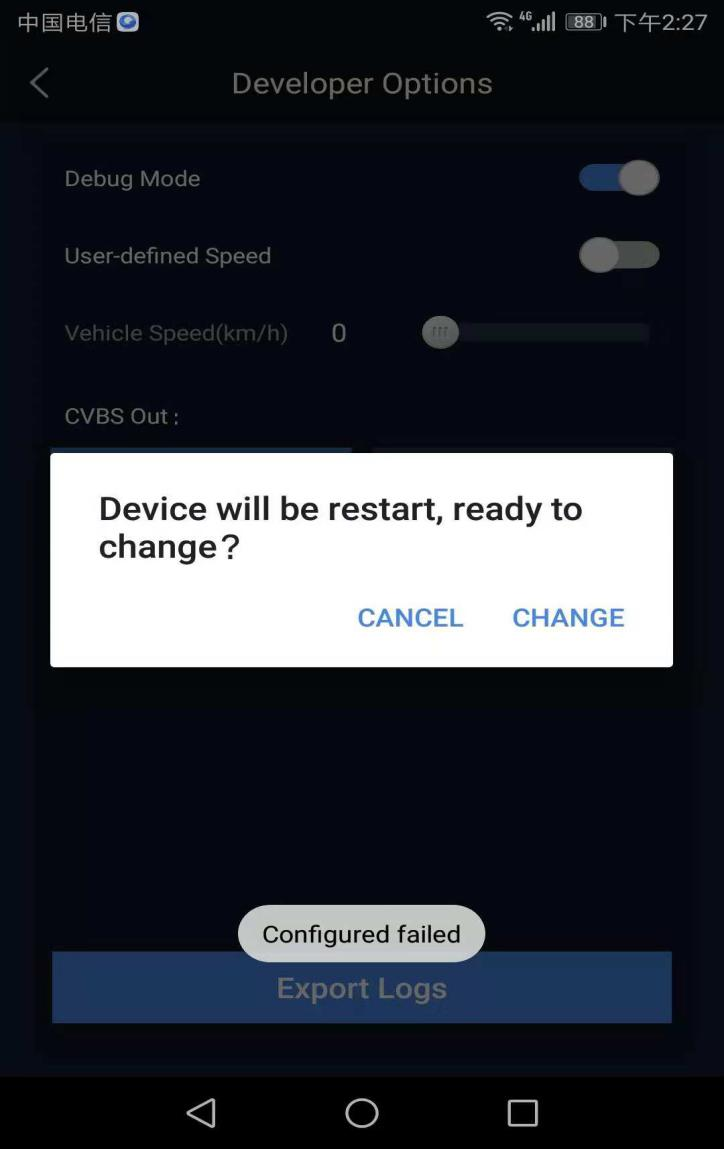 中国电信 4G 88 下午2:27
Developer Options
Debug Mode
User-defined Speed
Vehicle Speed(km/h) 0
CVBS Out :
Device will be restart, ready to
change?
CANCEL CHANGE
Configured failed
Export Logs